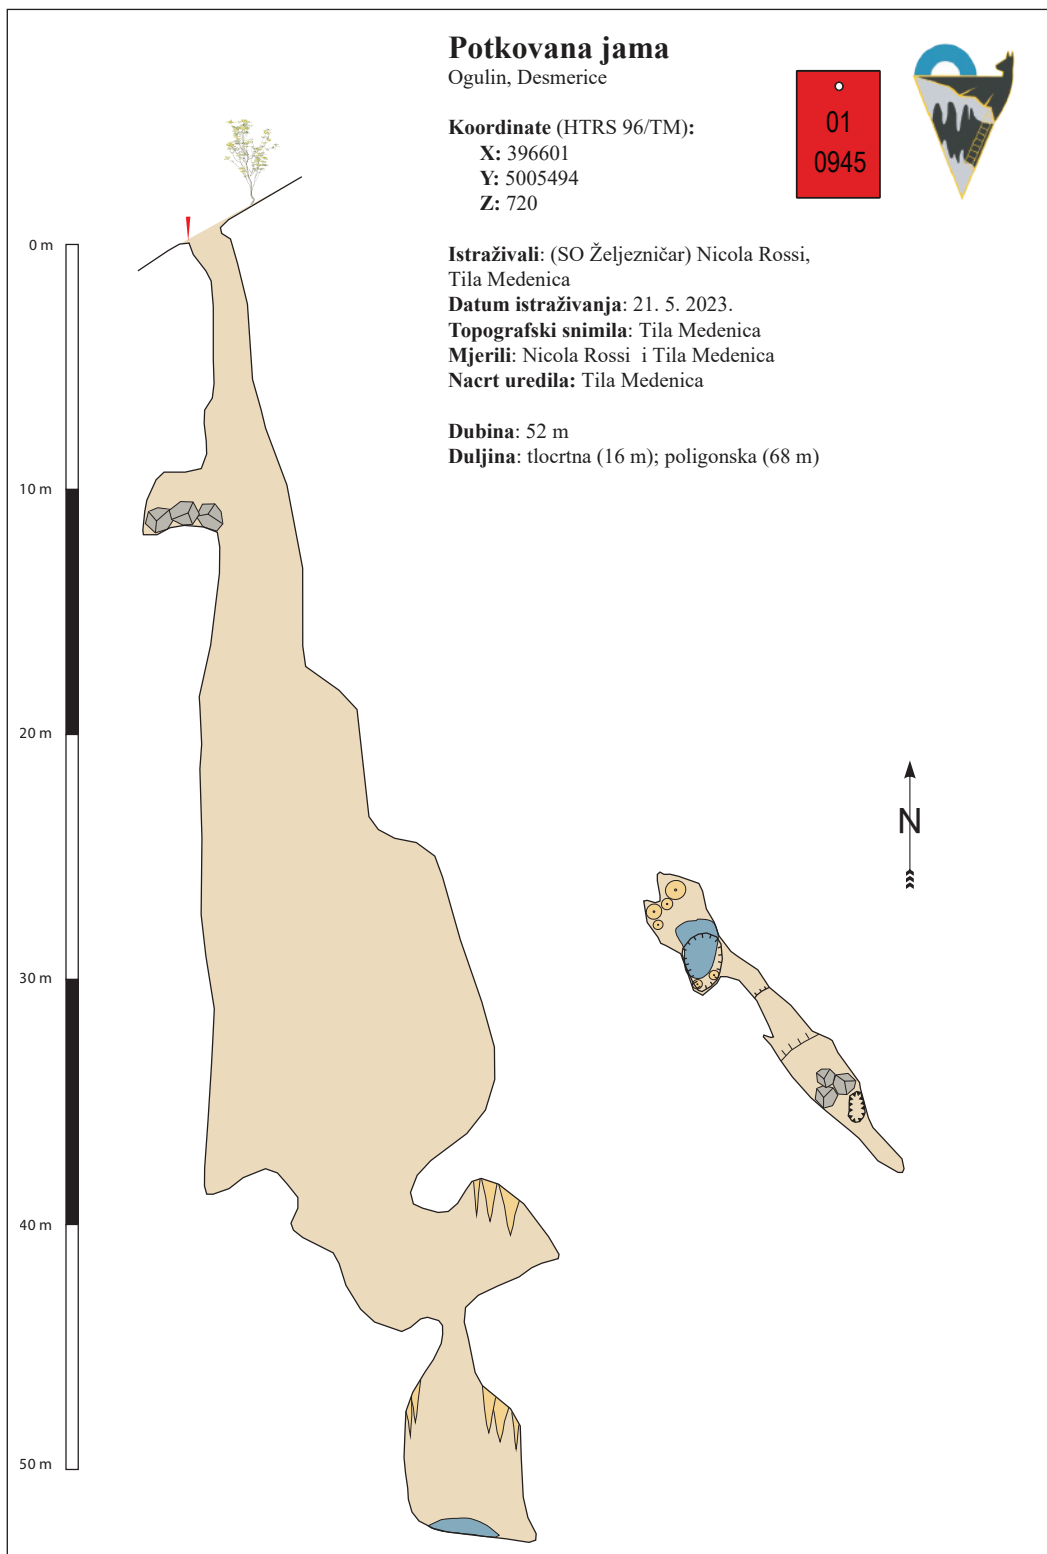 Potkovana jama
Ogulin, Desmerice
Koordinate (HTRS 96/TM):
X: 396601
Y: 5005494
Z: 720
Istraživali: (SO Željezničar) Nicola Rossi,
Tila Medenica
Datum istraživanja: 21. 5. 2023.
Topografski snimila: Tila Medenica
Mjerili: Nicola Rossi  i Tila Medenica
Nacrt uredila: Tila Medenica
Dubina: 52 m
Duljina: tlocrtna (16 m); poligonska (68 m)
01
0945
0 m
10 m
20 m
30 m
40 m
50 m
N